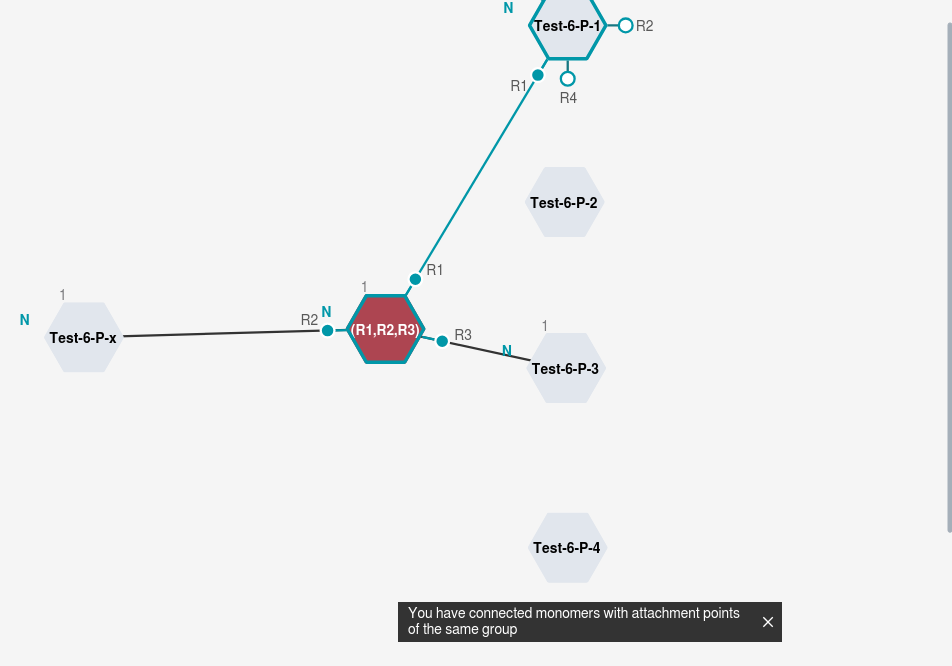 N
Test-6-P-1
R2
R1
R4
Test-6-P-2
R1
1
1
N
R2
N
(R1,R2,R3)
R3
1
Test-6-P-x
N
Test-6-P-3
Test-6-P-4
You have connected monomers with attachment points
of the same group